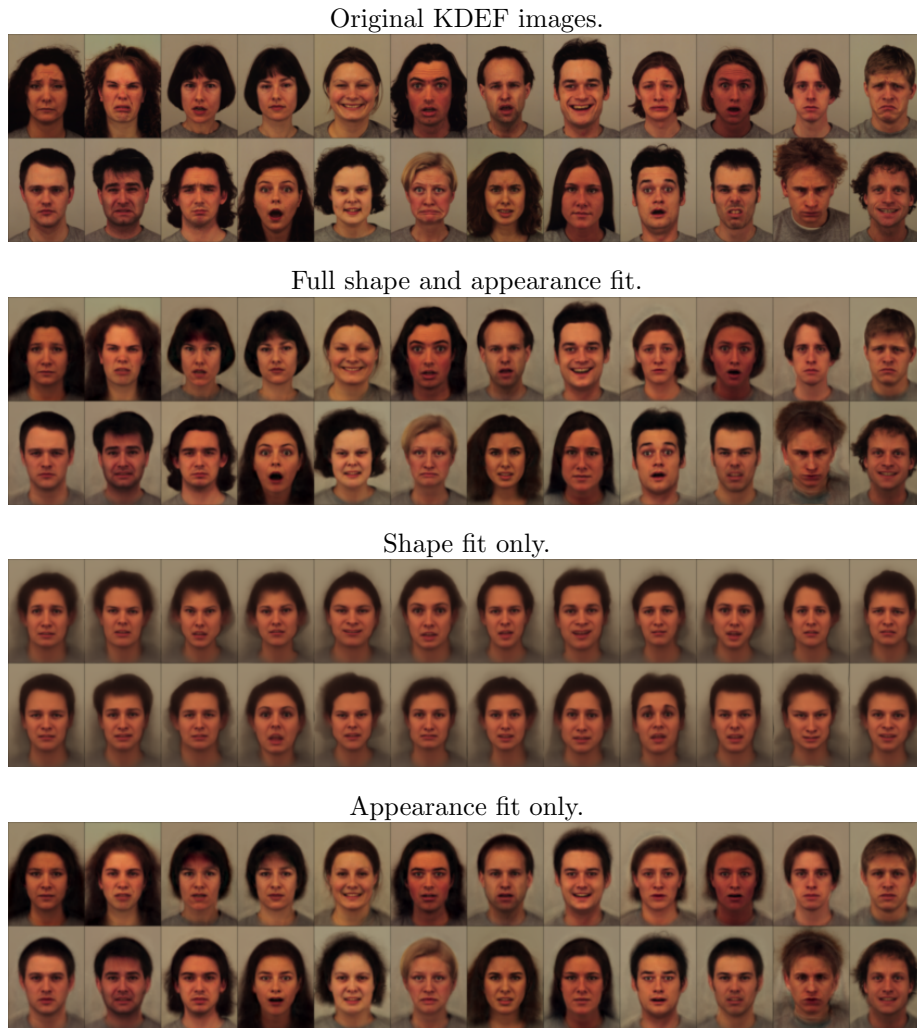 Original KDEF images.
Full shape and appearance fit.
Shape fit only.
Appearance fit only.